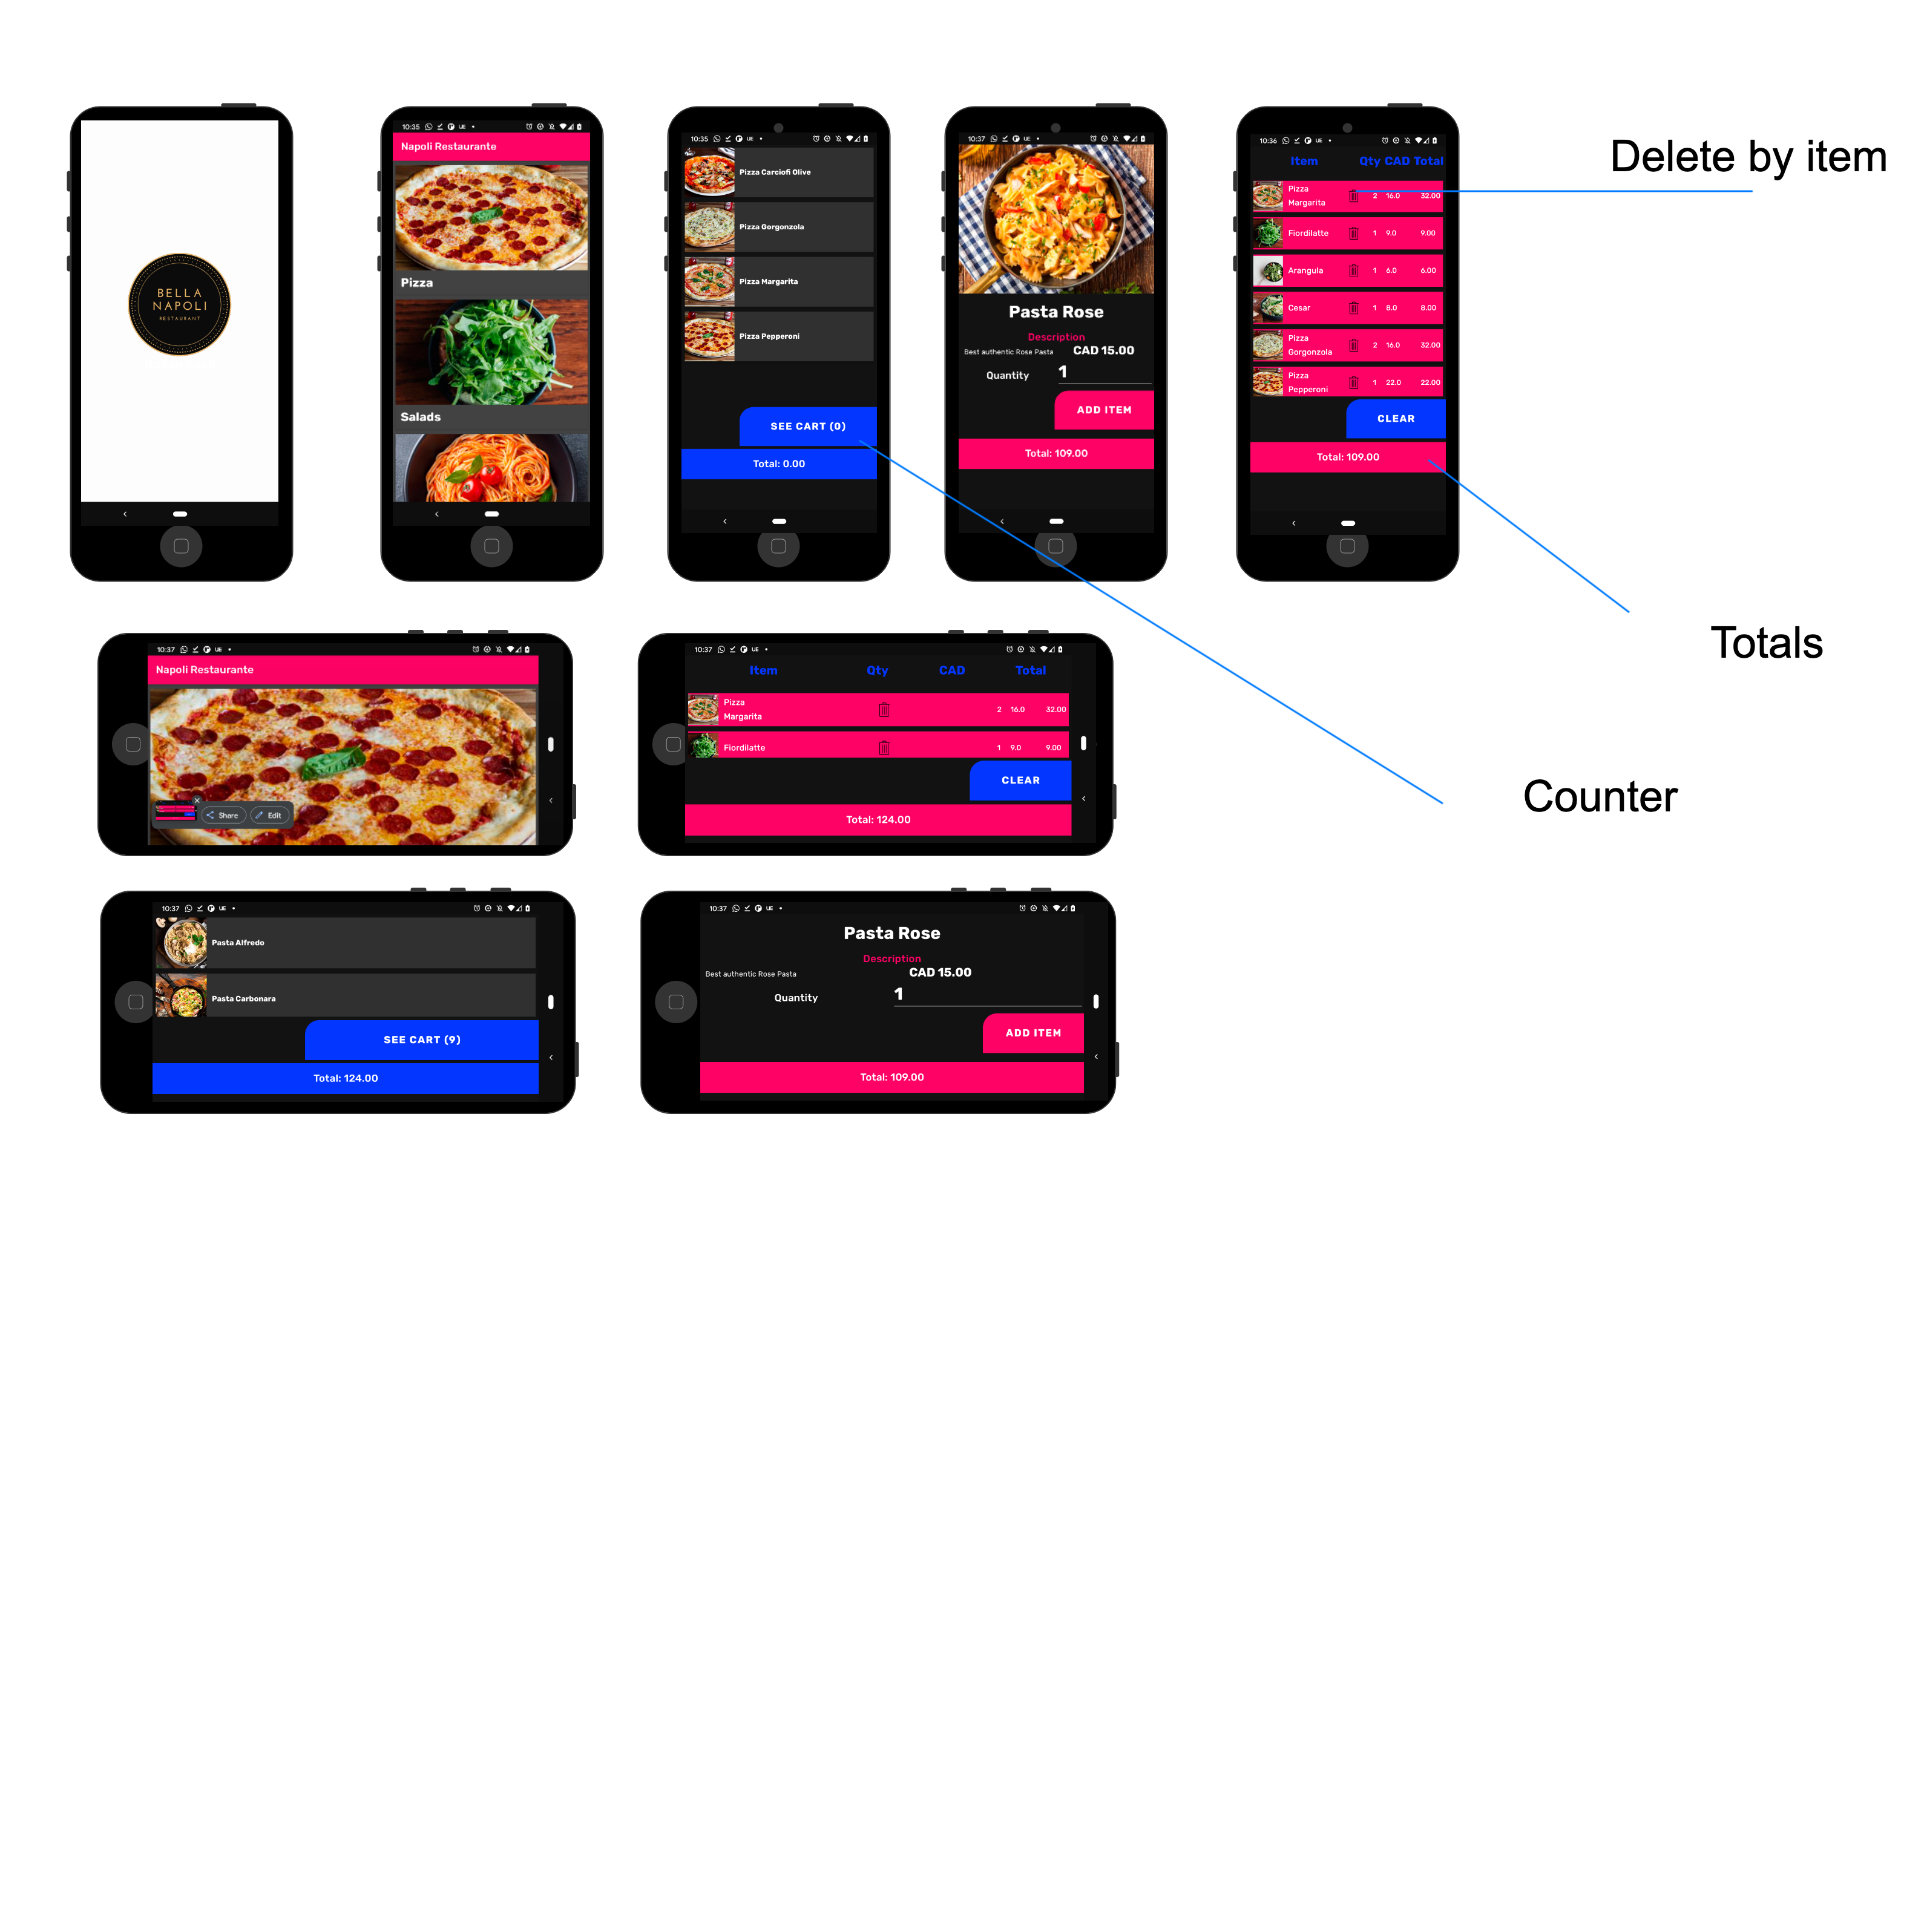 BELLA
NAPOLI
RESTAURANT
10:35 UE
Napoli Restaurante
Pizza
Salads
10:35 UE
Pizza Carciofi Olive
Pizza Gorgonzola
Pizza Margarita
Pizza Pepperoni
SEE CART (0)
Total: 0.00
10:37 UE
Pasta Rose
Description
Best authentic Rose Pasta CAD 15.00
Quantity 1
ADD ITEM
Total: 109.00
10:36 UE
Item Qty CAD Total
Pizza
Margarita 2 16.0 32.00
Fiordilatte 1 9.0 9.00
Arangula 1 6.0 6.00
Cesar 1 8.0 8.00
Pizza
Gorgonzola 2 16.0 32.00
Pizza
Pepperoni 1 22.0 22.00
CLEAR
Total: 109.00
Delete by item
Totals
Counter
10:37 UE
Napoli Restaurante
Share Edit
10:37 UE
Item Qty CAD Total
Pizza
Margarita 2 16.0 32.00
Fiordilatte 1 9.0 9.00
CLEAR
Total: 124.00
10:37 UE
Pasta Alfredo
Pasta Carbonara
SEE CART (9)
Total: 124.00
10:37 UE
Pasta Rose
Description
Best authentic Rose Pasta CAD 15.00
Quantity 1
ADD ITEM
Total: 109.00